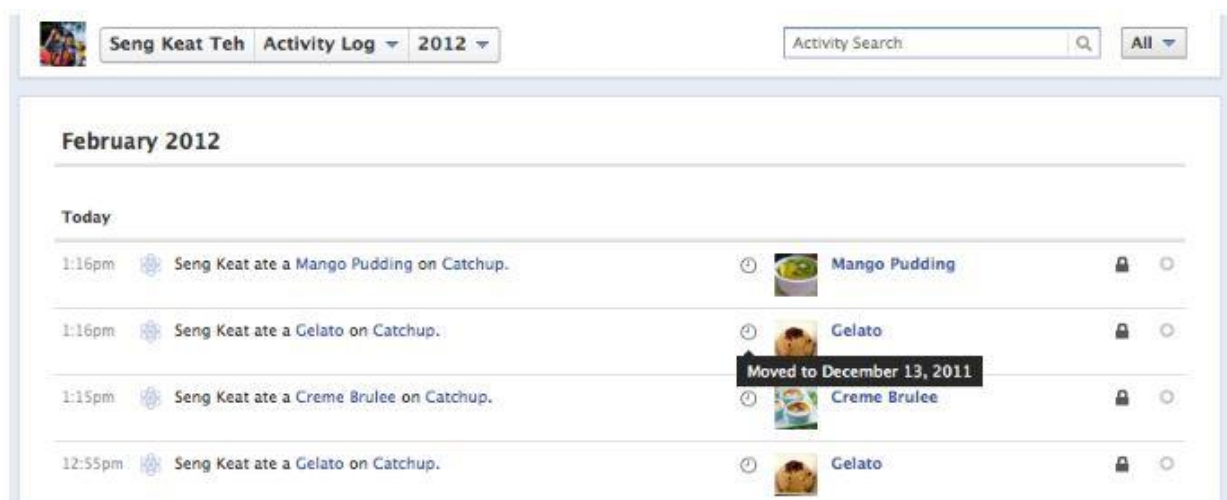 Seng Keat Teh Activity Log 2012 Activity Search All
February 2012
Today
1:16pm Seng Keat ate a Mango Pudding on Catchup. Mango Pudding
1:16pm Seng Keat ate a Gelato on Catchup. Gelato
Moved to December 13, 2011
1:15pm Seng Keat ate a Creme Brulee on Catchup. Creme Brulee
12:55pm Seng Keat ate a Gelato on Catchup. Gelato